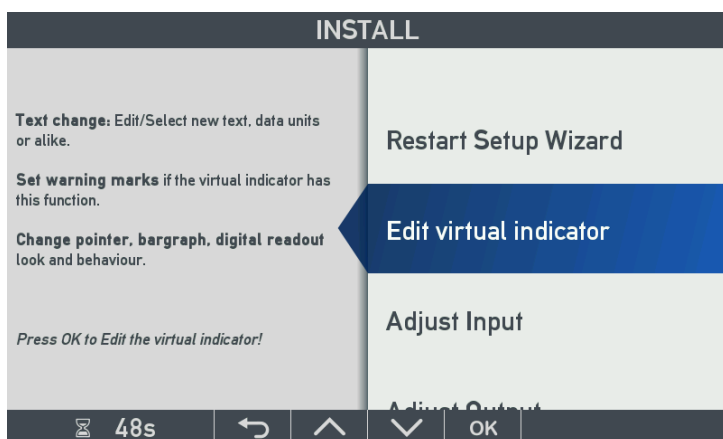 INSTALL
Text change: Edit/Select new text, data units
or alike.
Set warning marks if the virtual indicator has
this function.
Change pointer, bargraph, digital readout
look and behaviour.
Press OK to Edit the virtual indicator!
Restart Setup Wizard
Edit virtual indicator
Adjust Input
Adjust Output
48s
OK